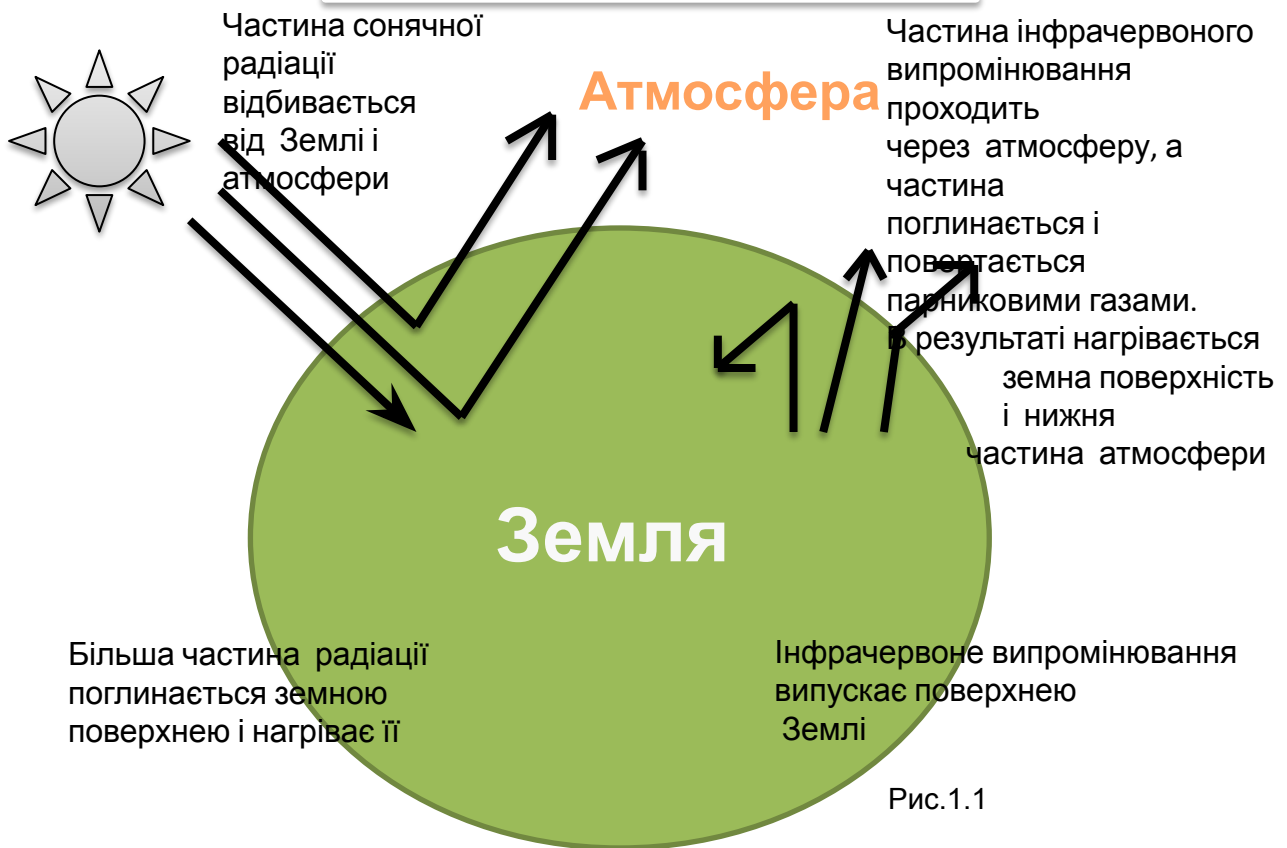 Частина сонячної
радіації
відбивається
від Землі і
атмосфери
Атмосфера
Частина інфрачервоного
випромінювання
проходить
через атмосферу, а
частина
поглинається і
повертається
парниковими газами.
В результаті нагрівається
земна поверхність
і нижня
частина атмосфери
Земля
Більша частина радіації
поглинається земною
поверхнею і нагріває її
Інфрачервоне випромінювання
випускає поверхнею
Землі
Рис.1.1